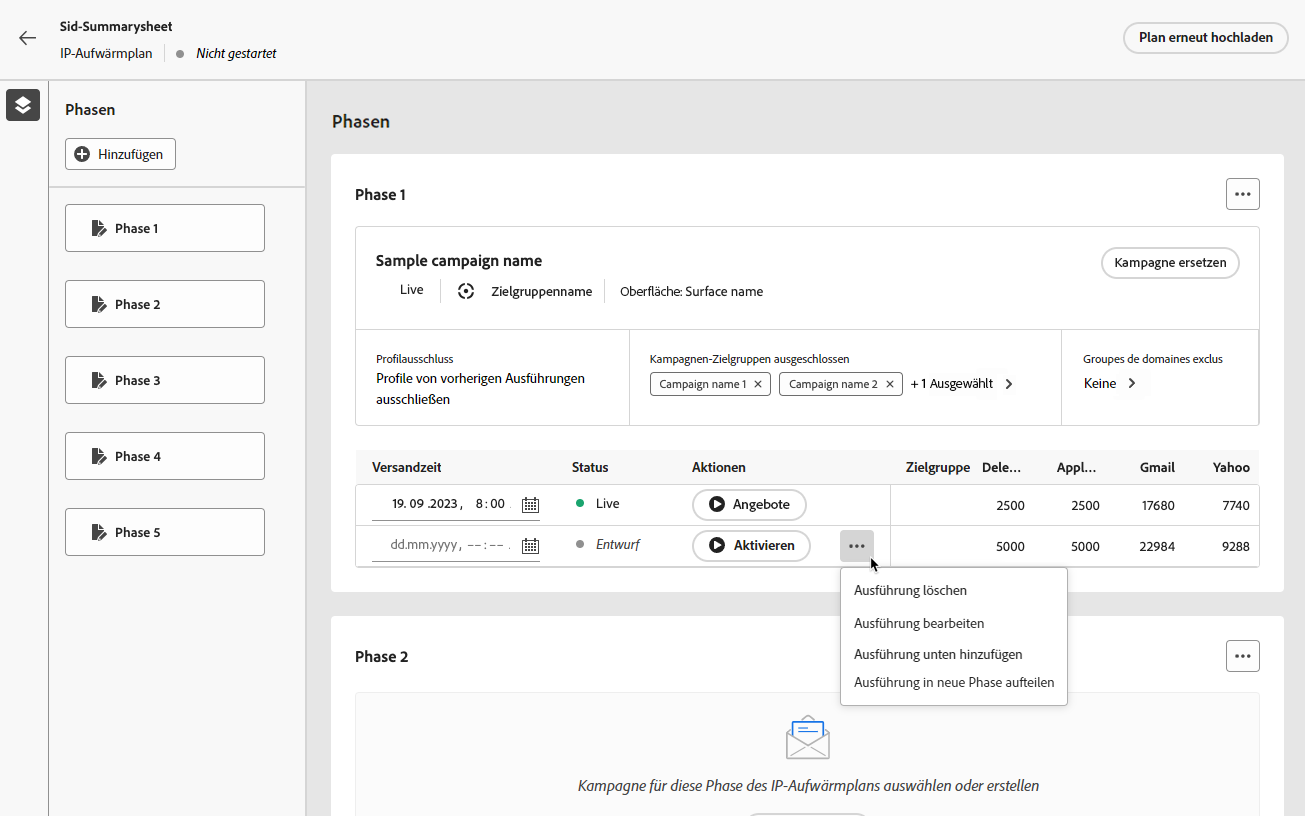 Sid-Summarysheet
IP-Aufwärmplan
Nicht gestartet
Plan erneut hochladen
Phasen
Hinzufügen
Phase 1
Phase 2
Phase 3
Phase 4
Phase 5
Phasen
Phase 1
Sample campaign name
Kampagne ersetzen
Live
Zielgruppenname
Oberfläche: Surface name
Profilausschluss
Profile von vorherigen Ausführungen
ausschließen
Kampagnen-Zielgruppen ausgeschlossen
Campaign name 1
Campaign name 2
+ 1 Ausgewählt
Groupes de domaines exclus
Keine
Versandzeit Status Aktionen Zielgruppe Dele... Appl... Gmail Yahoo
19. 09 .2023, 8:00 Live Angebote 2500 2500 17680 7740
dd.mm.yyyy, --:-- . Entwurf Aktivieren 5000 5000 22984 9288
Ausführung löschen
Ausführung bearbeiten
Ausführung unten hinzufügen
Ausführung in neue Phase aufteilen
Phase 2
Kampagne für diese Phase des IP-Aufwärmplans auswählen oder erstellen